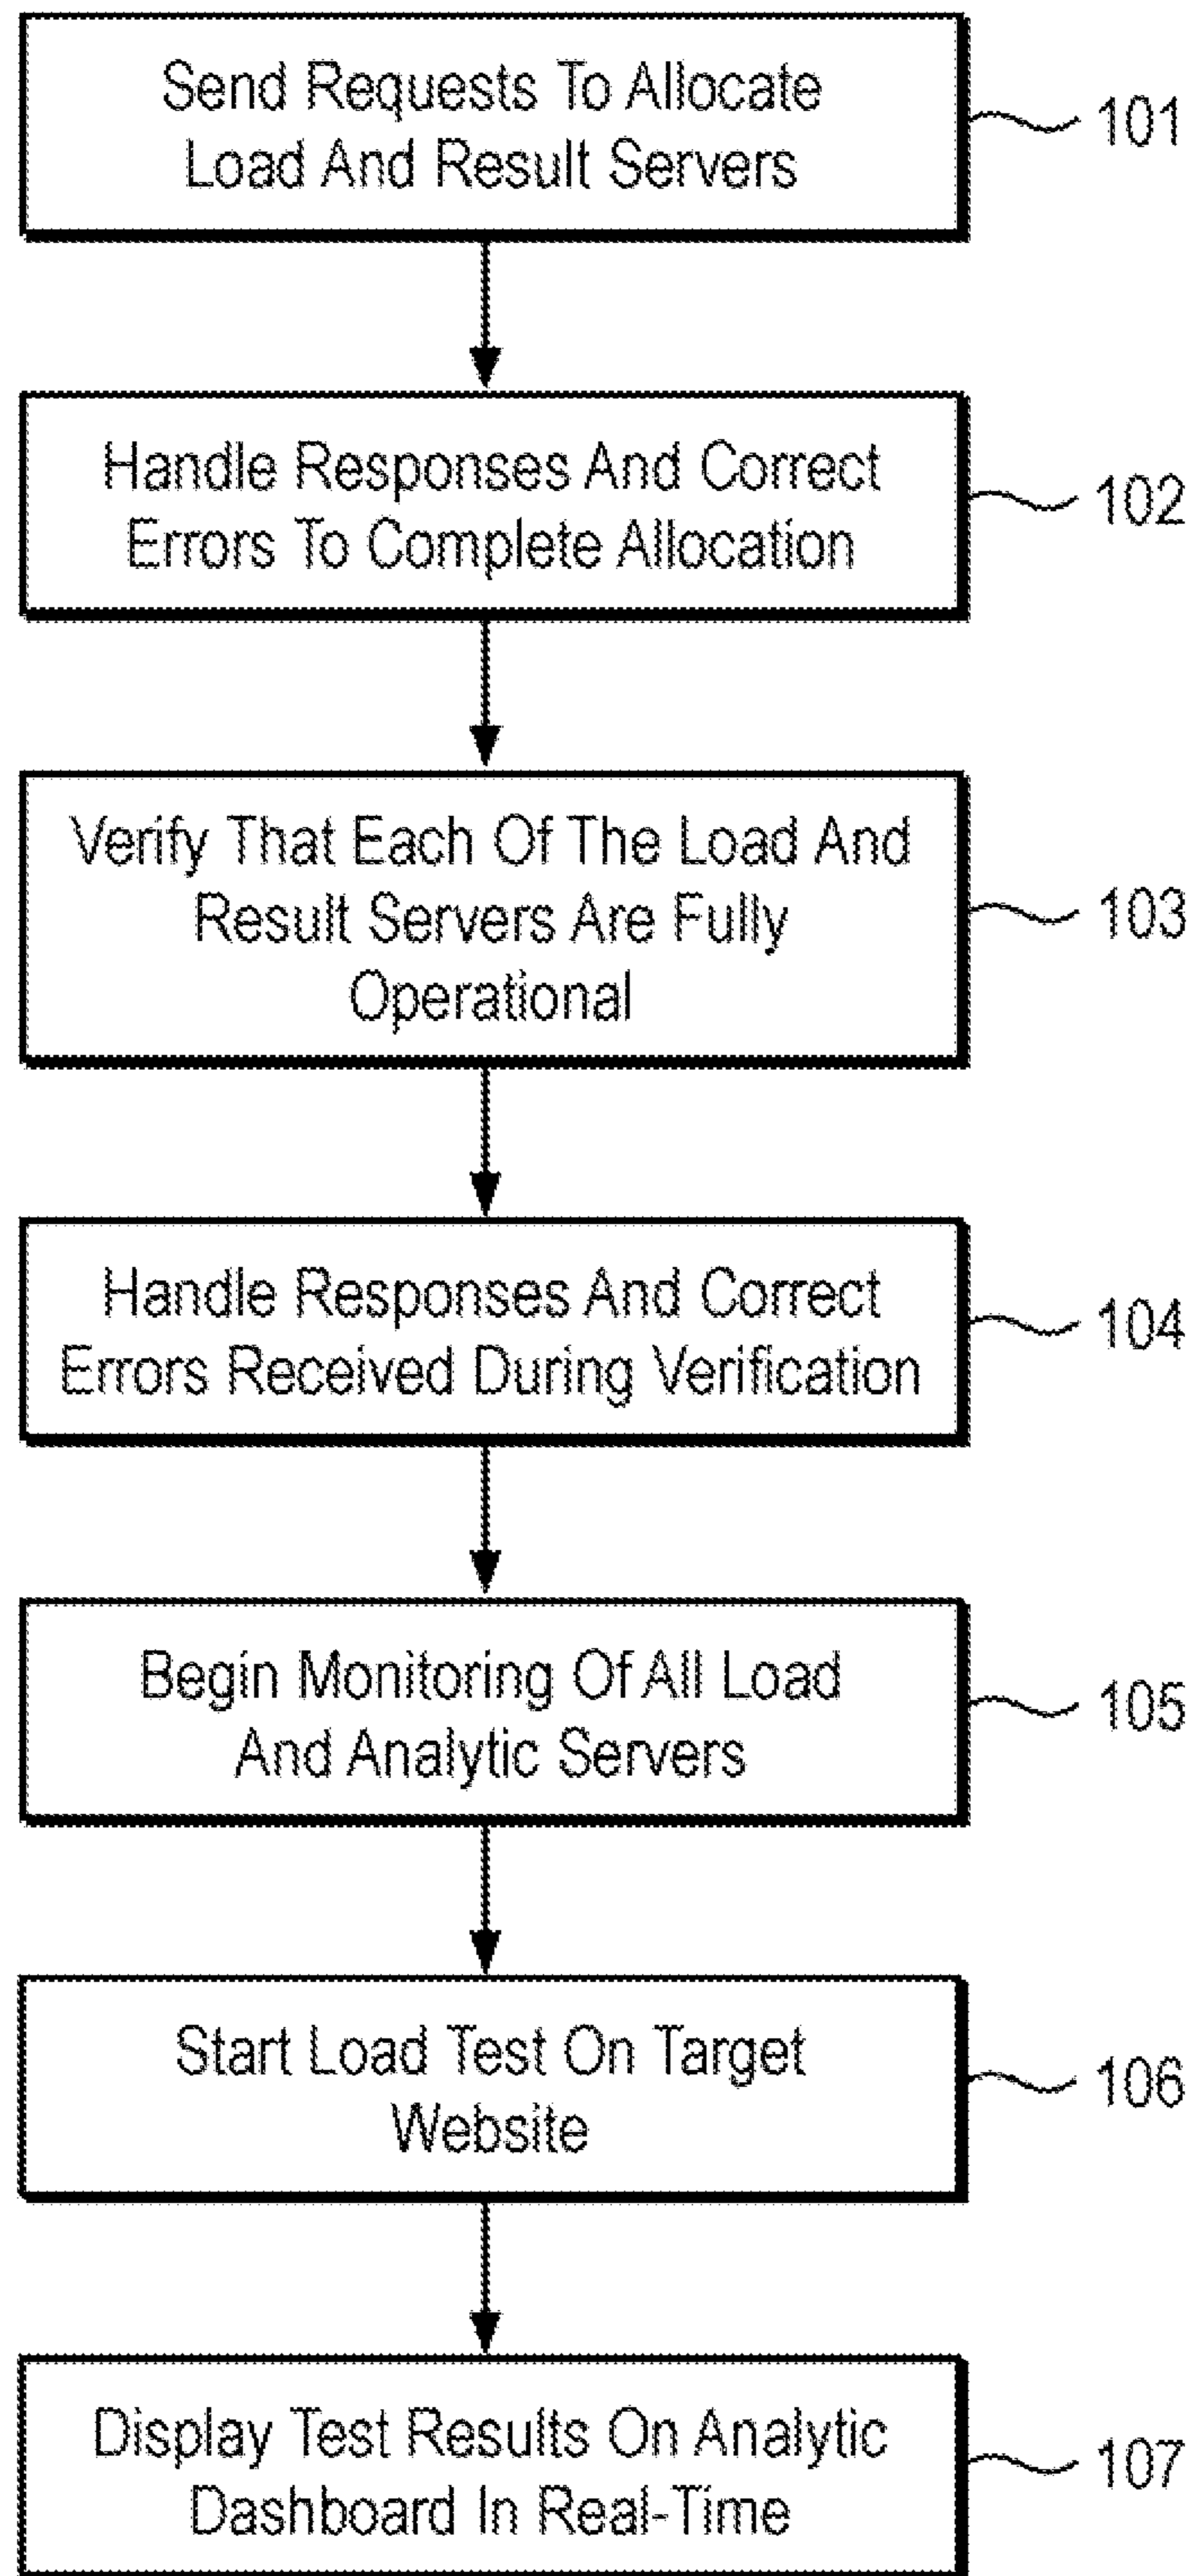 Send Requests To Allocate
Load And Result Servers
101
Handle Responses And Correct
Errors To Complete Allocation
102
Verify That Each Of The Load And
Result Servers Are Fully
Operational
103
Handle Responses And Correct
Errors Received During Verification
104
Begin Monitoring Of All Load
And Analytic Servers
105
Start Load Test On Target
Website
106
Display Test Results On Analytic
Dashboard In Real-Time
107